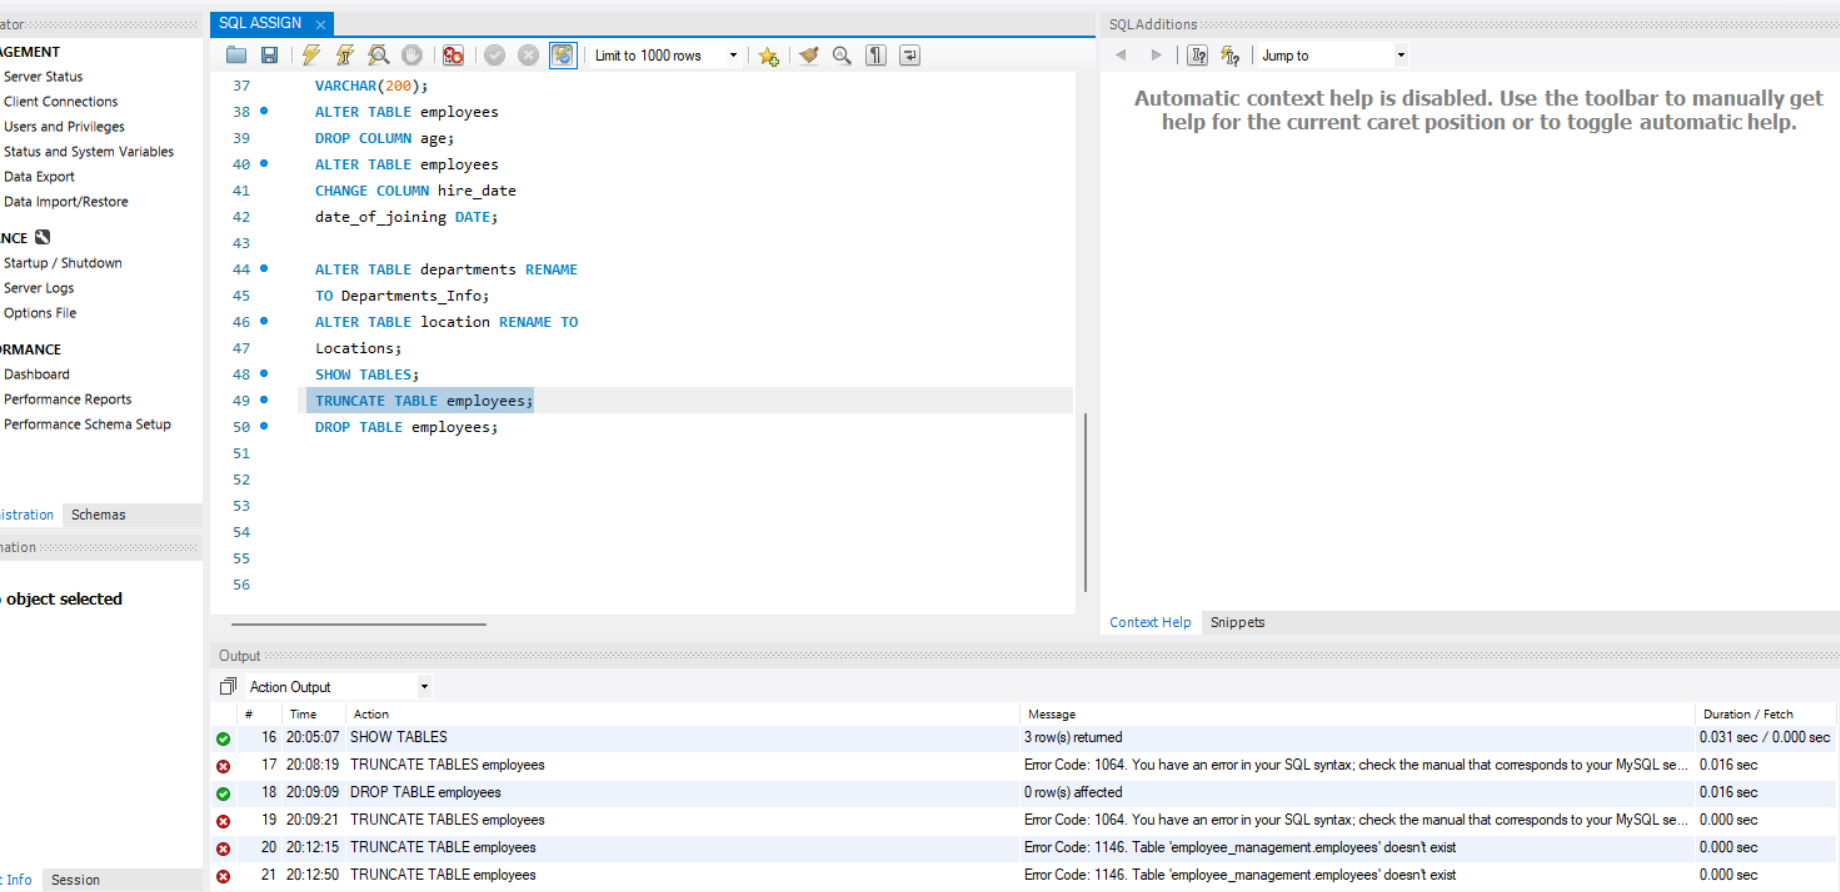 SQL ASSIGN ×
SQLAdditions
AGEMENT
Server Status
Client Connections
Users and Privileges
Status and System Variables
Data Export
Data Import/Restore
NCE
Startup / Shutdown
Server Logs
Options File
RMANCE
Dashboard
Performance Reports
Performance Schema Setup
istration Schemas
object selected
Info Session
Limit to 1000 rows
37 VARCHAR(200);
38 ALTER TABLE employees
39 DROP COLUMN age;
40 ALTER TABLE employees
41 CHANGE COLUMN hire_date
42 date_of_joining DATE;
43
44 ALTER TABLE departments RENAME
45 TO Departments_Info;
46 ALTER TABLE location RENAME TO
47 Locations;
48 SHOW TABLES;
49 TRUNCATE TABLE employees;
50 DROP TABLE employees;
51
52
53
54
55
56
Jump to
Automatic context help is disabled. Use the toolbar to manually get
help for the current caret position or to toggle automatic help.
Context Help Snippets
Output
Action Output
# Time Action Message Duration / Fetch
16 20:05:07 SHOW TABLES 3 row(s) returned 0.031 sec / 0.000 sec
17 20:08:19 TRUNCATE TABLES employees Error Code: 1064. You have an error in your SQL syntax; check the manual that corresponds to your MySQL se... 0.016 sec
18 20:09:09 DROP TABLE employees 0 row(s) affected 0.016 sec
19 20:09:21 TRUNCATE TABLES employees Error Code: 1064. You have an error in your SQL syntax; check the manual that corresponds to your MySQL se... 0.000 sec
20 20:12:15 TRUNCATE TABLE employees Error Code: 1146. Table 'employee_management.employees' doesn't exist 0.000 sec
21 20:12:50 TRUNCATE TABLE employees Error Code: 1146. Table 'employee_management.employees' doesn't exist 0.000 sec